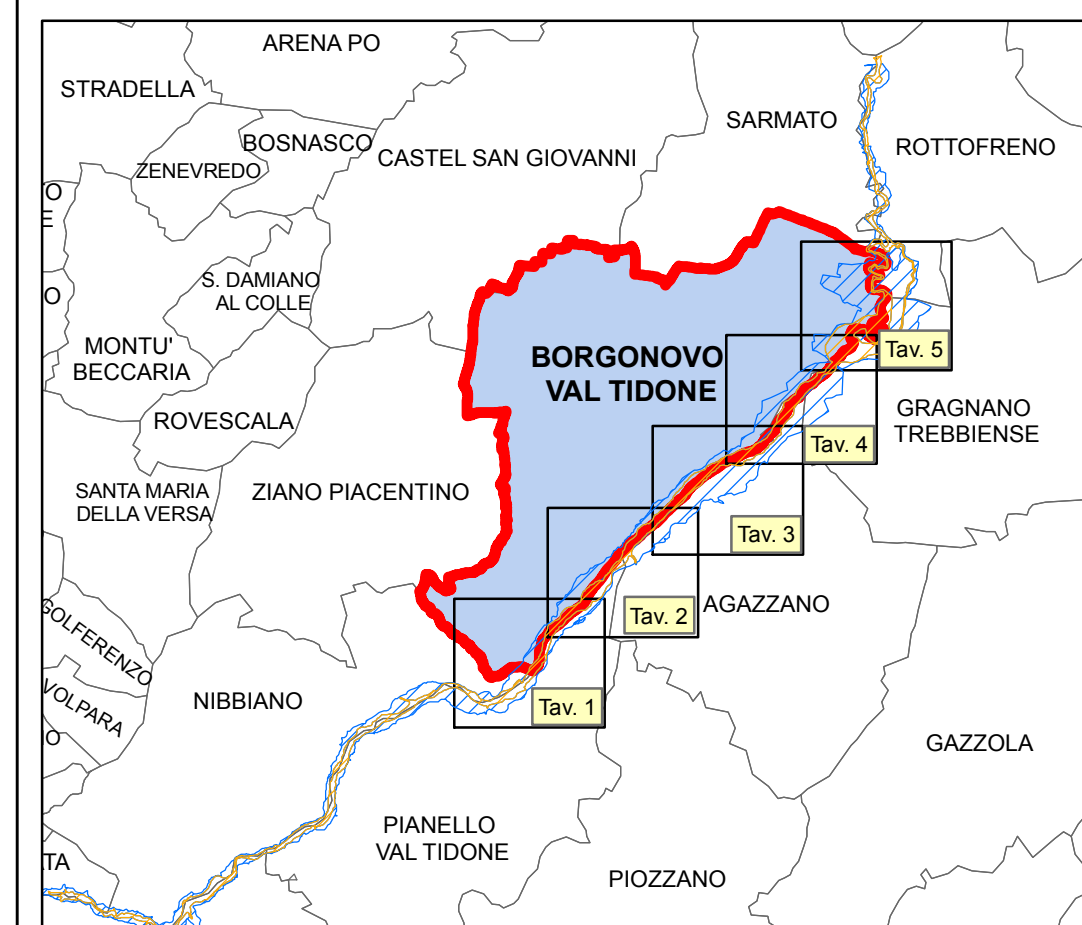 ARENA PO
STRADELLA
SARMATO
BOSNASCO
ROTTOFRENO
CASTEL SAN GIOVANNI
ZENEVREDO
O
E
S. DAMIANO
AL COLLE
O
MONTU'
BECCARIA
BORGONOVO
VAL TIDONE
Tav. 5
ROVESCALA
GRAGNANO
TREBBIENSE
Tav. 4
SANTA MARIA
DELLA VERSA
ZIANO PIACENTINO
Tav. 3
AGAZZANO
Tav. 2
GOLFERENZO
NIBBIANO
VOLPARA
Tav. 1
O
GAZZOLA
PIANELLO
VAL TIDONE
TA
PIOZZANO